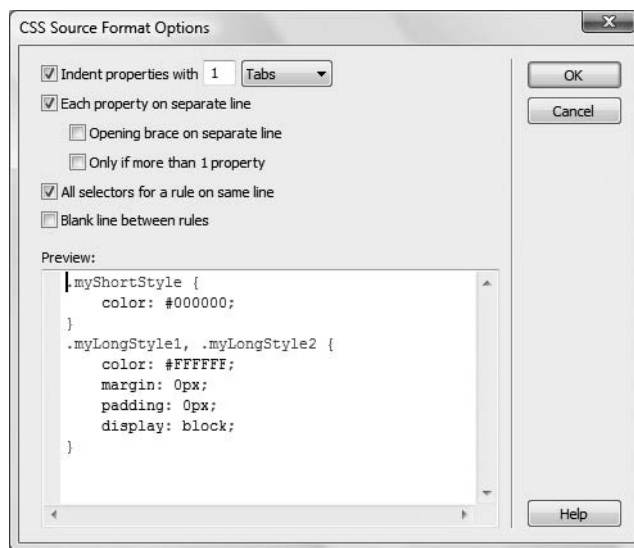 CSS Source Format Options
Indent properties with 1 Tabs
OK
Each property on separate line
Cancel
Opening brace on separate line
Only if more than 1 property
All selectors for a rule on same line
Blank line between rules
Preview:
.myShortStyle {
    color: #000000;
}
.myLongStyle1, .myLongStyle2 {
    color: #FFFFFF;
    margin: 0px;
    padding: 0px;
    display: block;
}
Help